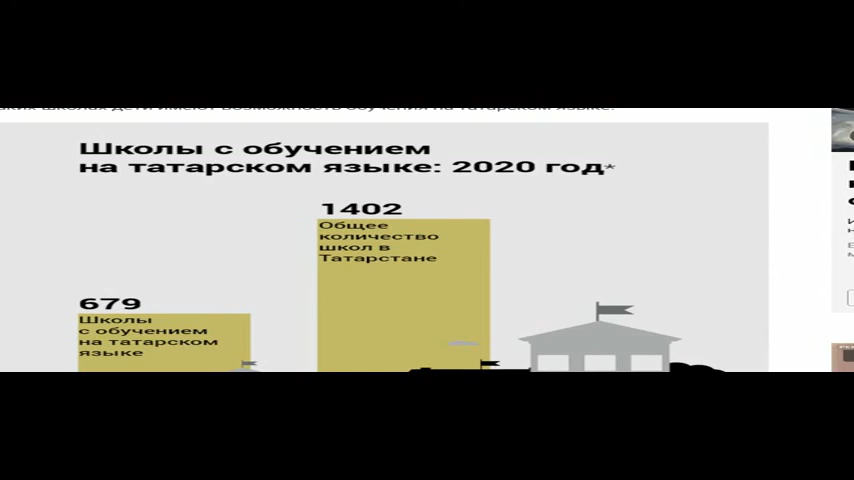 Школы с обучением
на татарском языке: 2020 год*
1402
Общее
количество
школ в
Татарстане
679
Школы
с обучением
на татарском
языке